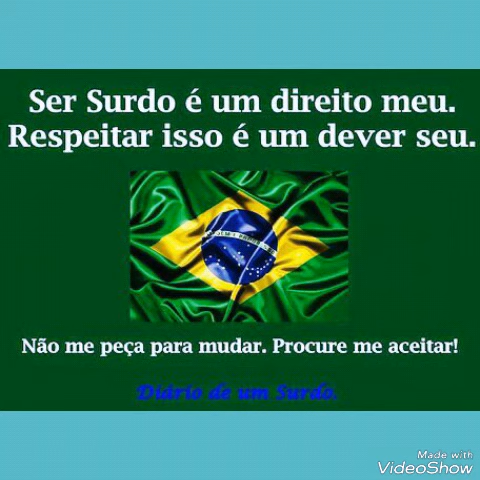 Ser Surdo é um direito meu.
Respeitar isso é um dever seu.
Não me peça para mudar. Procure me aceitar!
Diário de um Surdo.
Made with
VideoShow